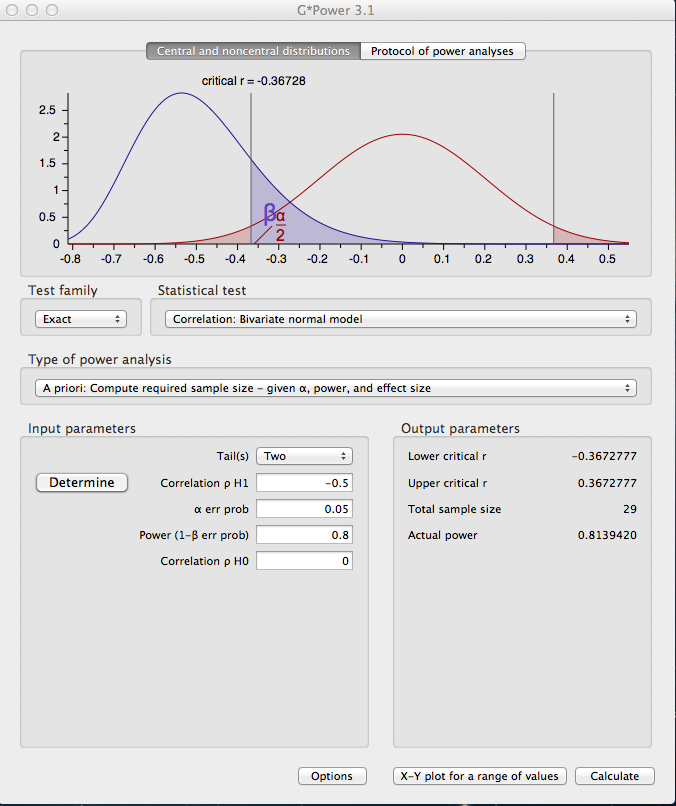 G*Power 3.1
Central and noncentral distributions Protocol of power analyses
critical r = -0.36728
2.5
2
1.5
1
0.5
0
β
α
2
-0.8 -0.7 -0.6 -0.5 -0.4 -0.3 -0.2 -0.1 0 0.1 0.2 0.3 0.4 0.5
Test family Statistical test
Exact Correlation: Bivariate normal model
Type of power analysis
A priori: Compute required sample size – given α, power, and effect size
Input parameters Output parameters
Tail(s) Two Lower critical r -0.3672777
Determine Correlation ρ H1 -0.5 Upper critical r 0.3672777
α err prob 0.05 Total sample size 29
Power (1-β err prob) 0.8 Actual power 0.8139420
Correlation ρ H0 0
Options X-Y plot for a range of values Calculate